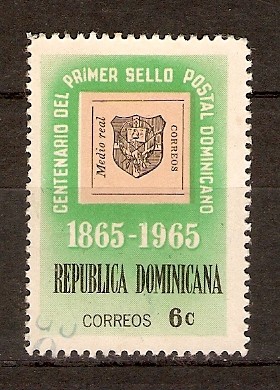 CENTENARIO DEL PRIMER SELLO POSTAL DOMINICANO
Medio real
CORREOS
1865-1965
REPUBLICA DOMINICANA
CORREOS 6c